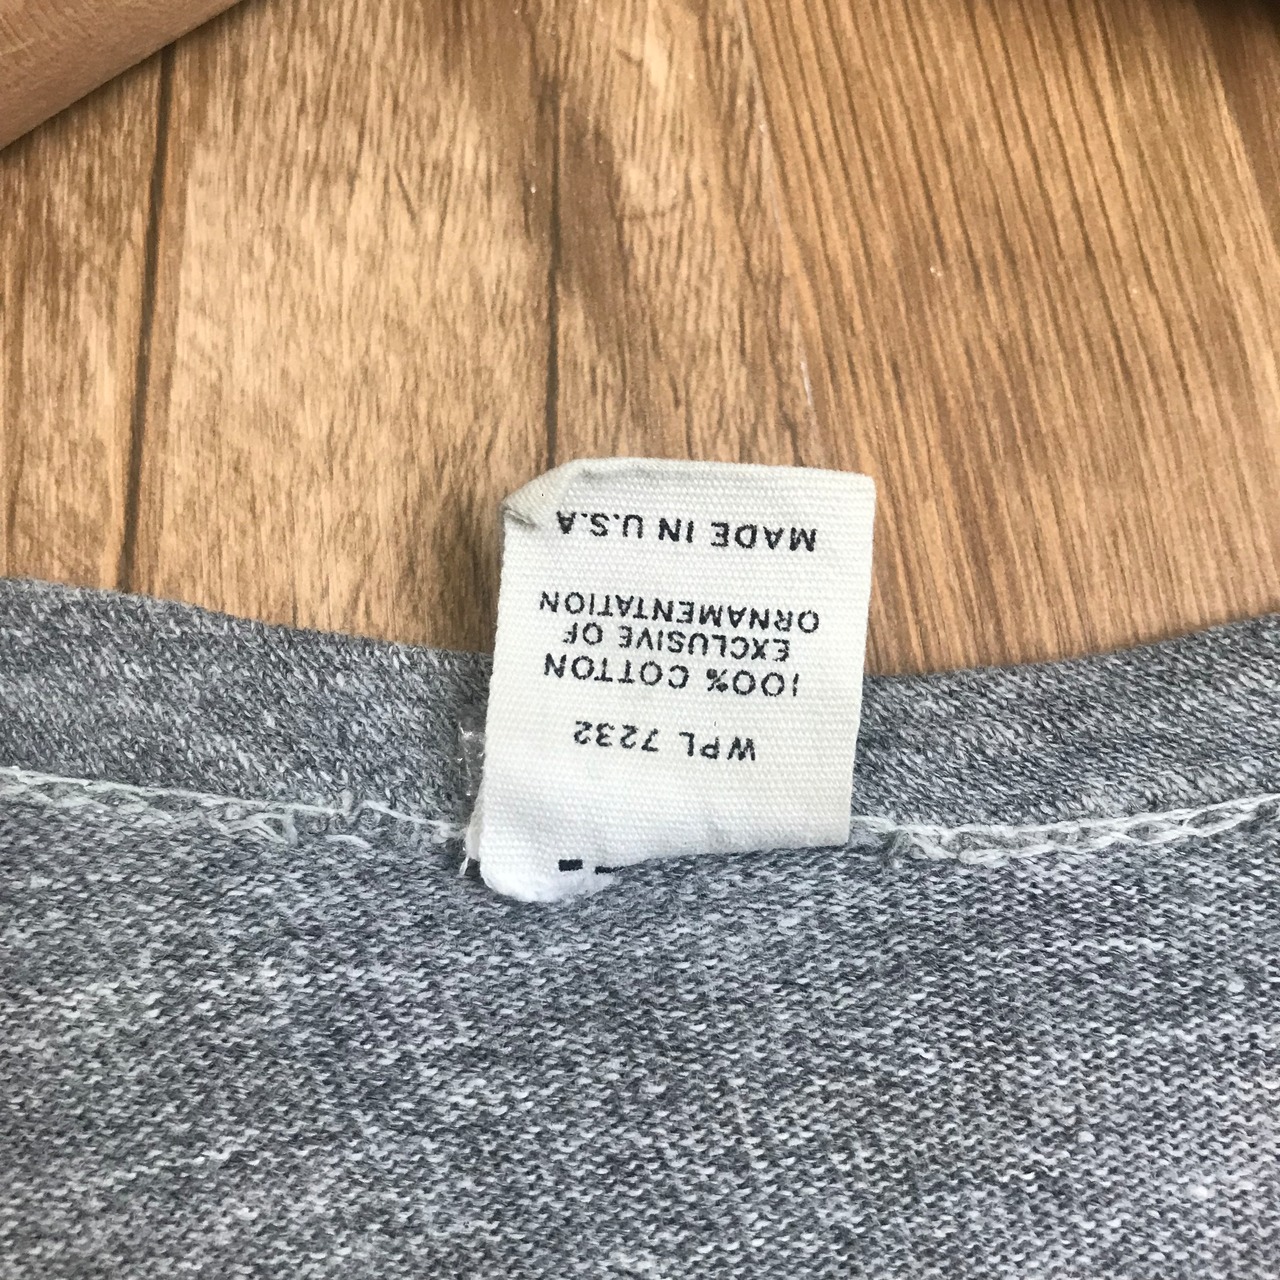 WPL 7232
100% COTTON
EXCLUSIVE OF
ORNAMENTATION
MADE IN U.S.A